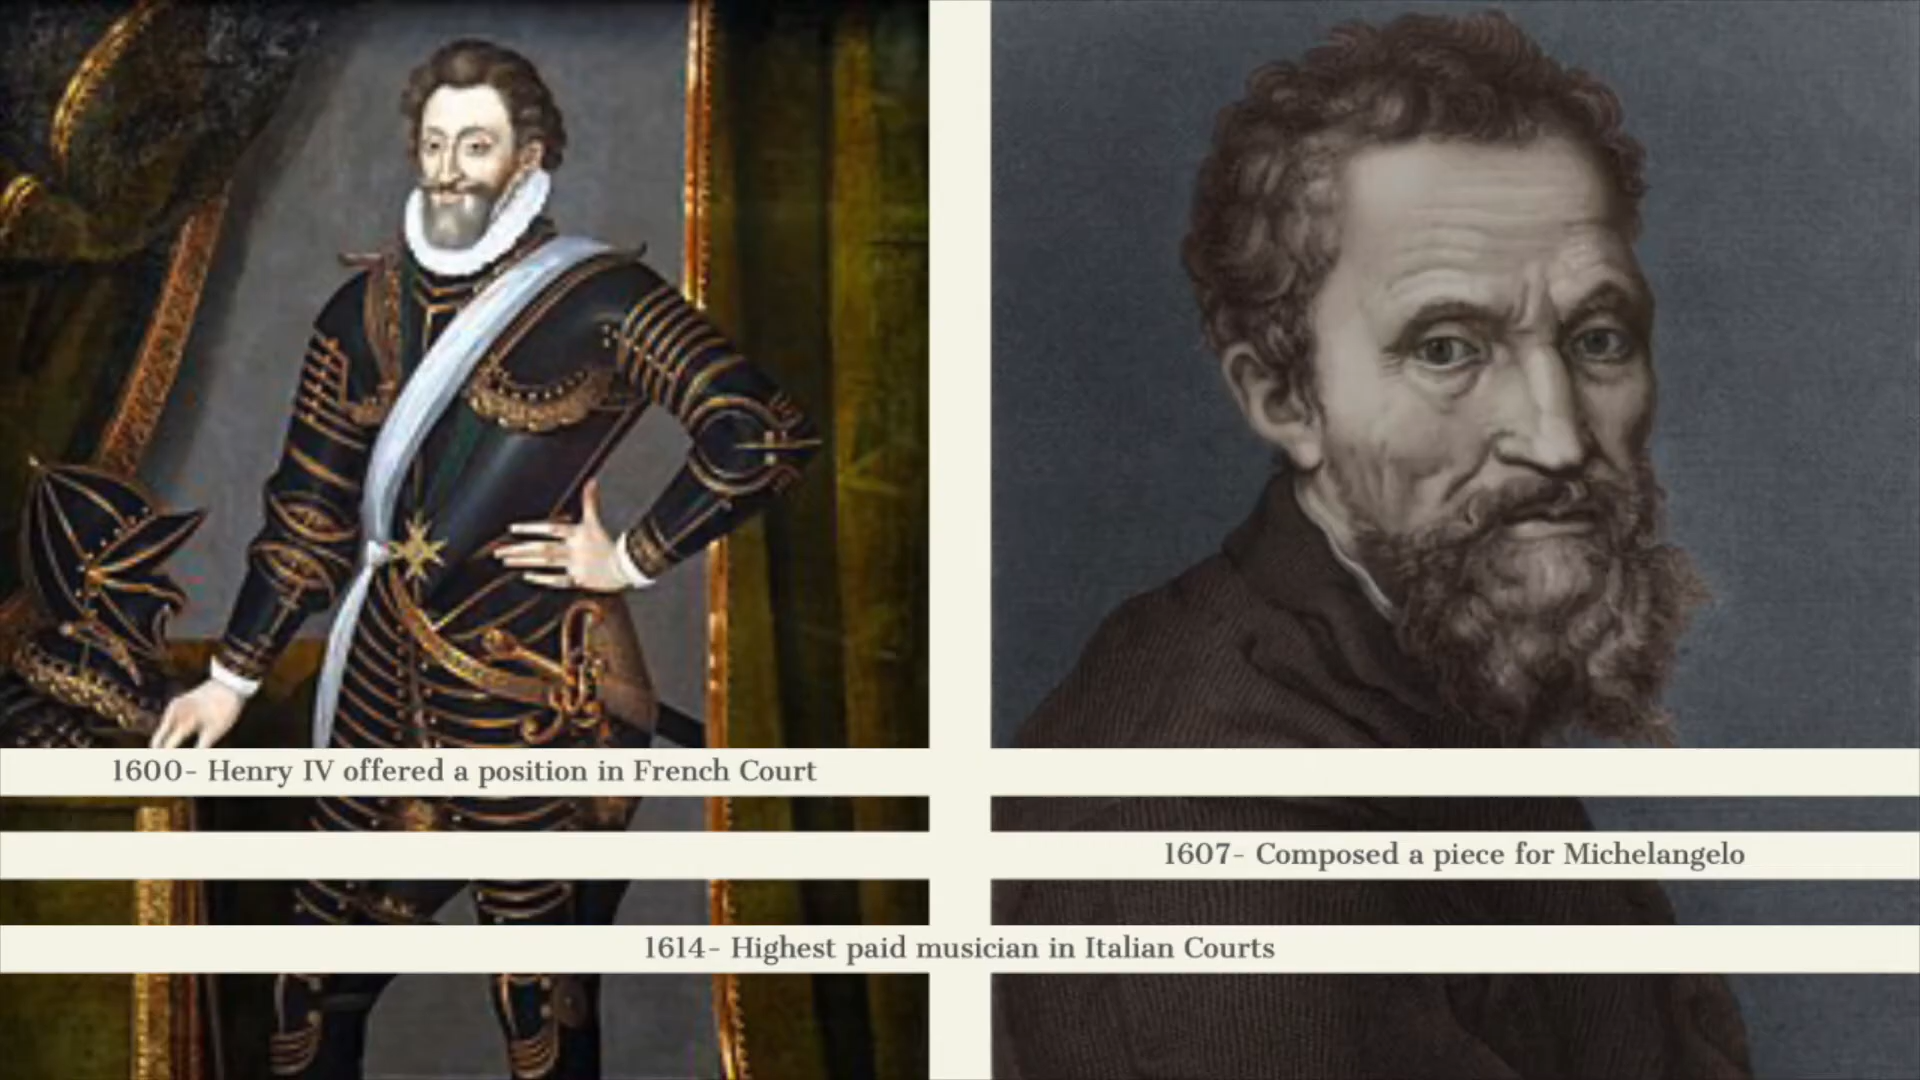 1600- Henry IV offered a position in French Court
1607- Composed a piece for Michelangelo
1614- Highest paid musician in Italian Courts